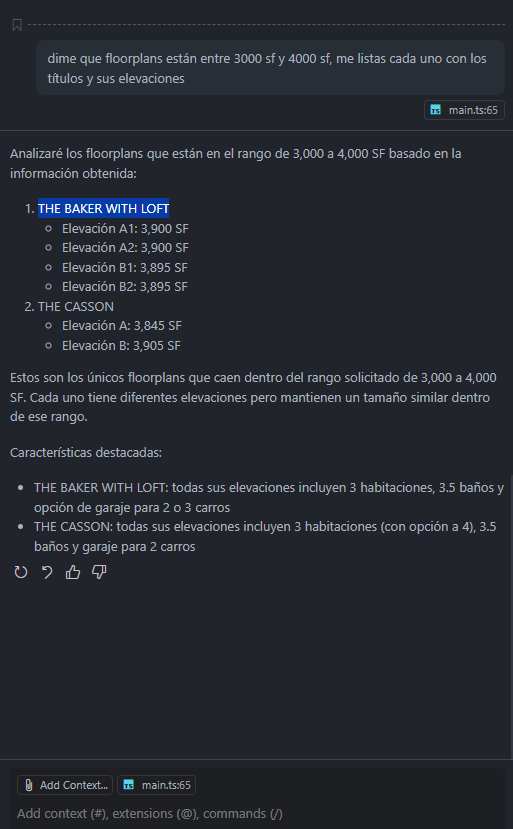 dime que floorplans están entre 3000 sf y 4000 sf, me listas cada uno con los
títulos y sus elevaciones
TS main.ts:65
Analizaré los floorplans que están en el rango de 3,000 a 4,000 SF basado en la
información obtenida:
1. THE BAKER WITH LOFT
Elevación A1: 3,900 SF
Elevación A2: 3,900 SF
Elevación B1: 3,895 SF
Elevación B2: 3,895 SF
2. THE CASSON
Elevación A: 3,845 SF
Elevación B: 3,905 SF
Estos son los únicos floorplans que caen dentro del rango solicitado de 3,000 a 4,000
SF. Cada uno tiene diferentes elevaciones pero mantienen un tamaño similar dentro
de ese rango.
Características destacadas:
THE BAKER WITH LOFT: todas sus elevaciones incluyen 3 habitaciones, 3.5 baños y
opción de garaje para 2 o 3 carros
THE CASSON: todas sus elevaciones incluyen 3 habitaciones (con opción a 4), 3.5
baños y garaje para 2 carros
Add Context... TS main.ts:65
Add context (#), extensions (@), commands (/)